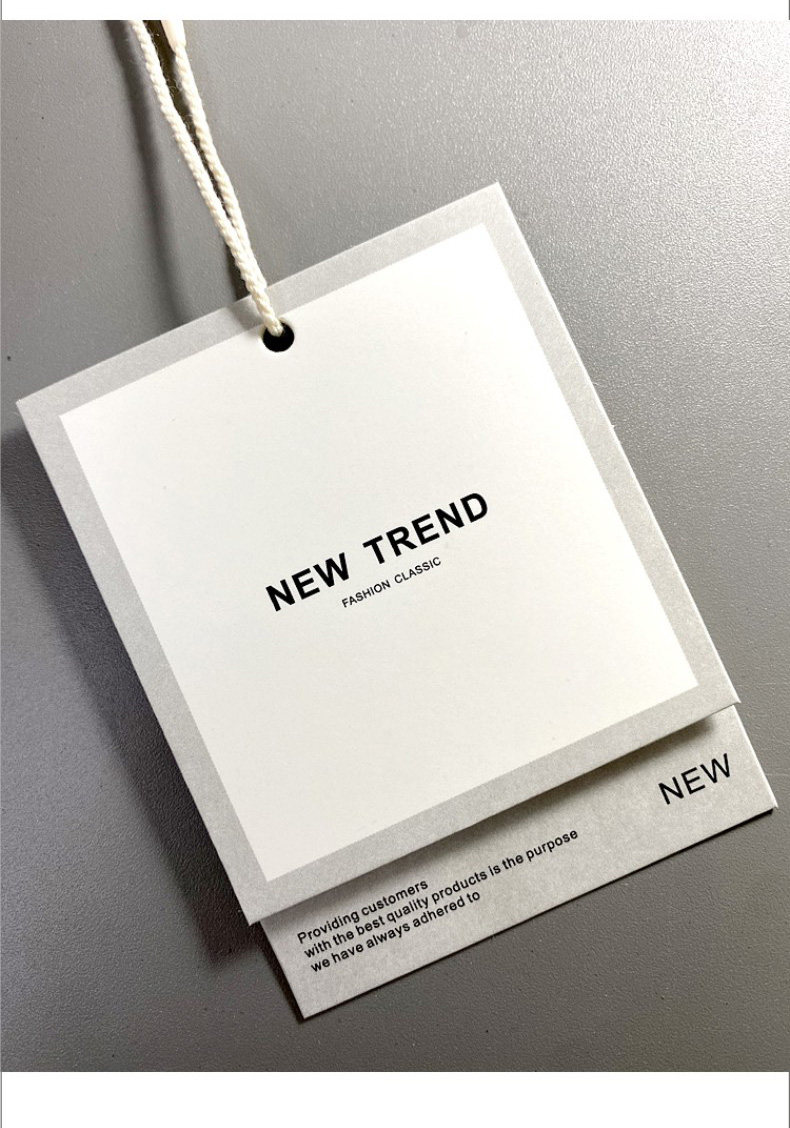 NEW TREND
FASHION CLASSIC
NEW
Providing customers
with the best quality products is the purpose
we have always adhered to